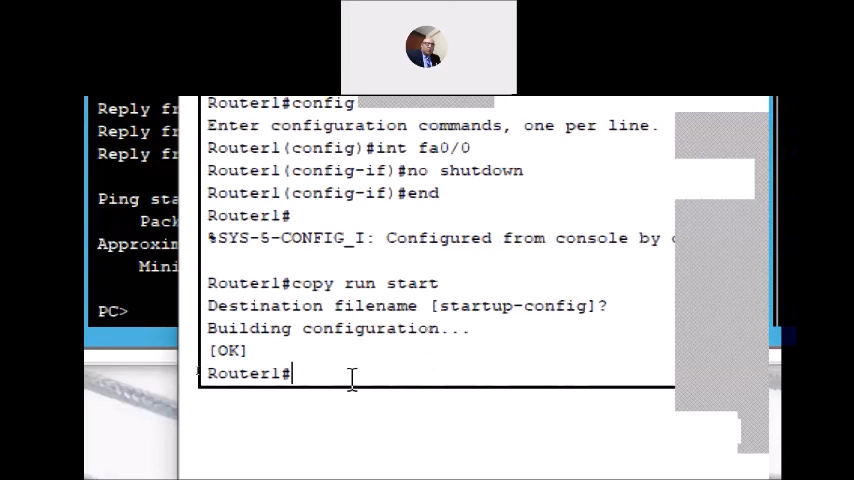 Reply fr
Reply fr
Reply fr
Ping sta
Pack
Approxim
Mini
PC>
Router1#config
Enter configuration commands, one per line.
Router1(config)#int fa0/0
Router1(config-if)#no shutdown
Router1(config-if)#end
Router1#
%SYS-5-CONFIG_I: Configured from console by c
Router1#copy run start
Destination filename [startup-config]?
Building configuration...
[OK]
Router1#